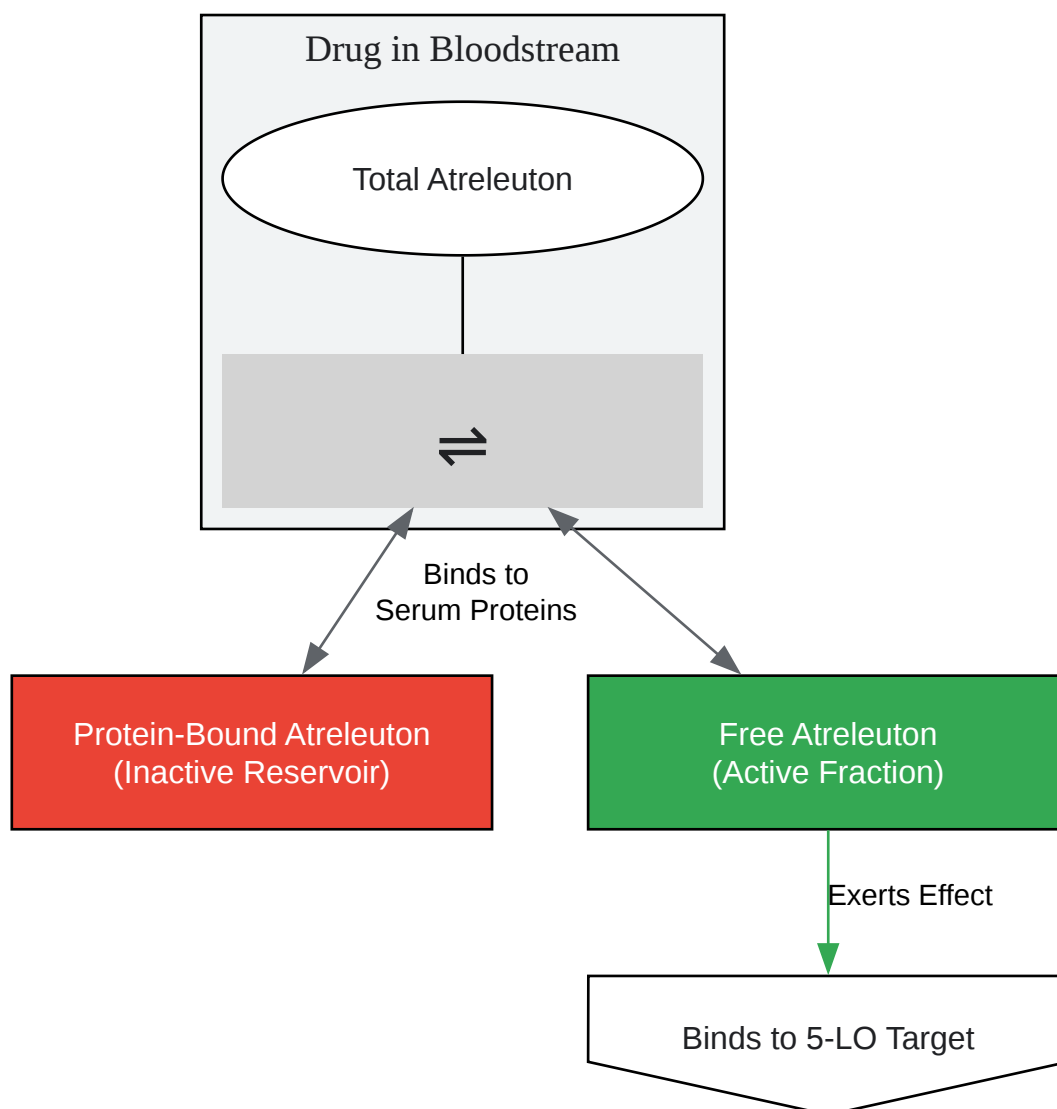 Drug in Bloodstream
Total Atreleuton
⇌
Binds to
Serum Proteins
Protein-Bound Atreleuton
(Inactive Reservoir)
Free Atreleuton
(Active Fraction)
Exerts Effect
Binds to 5-LO Target